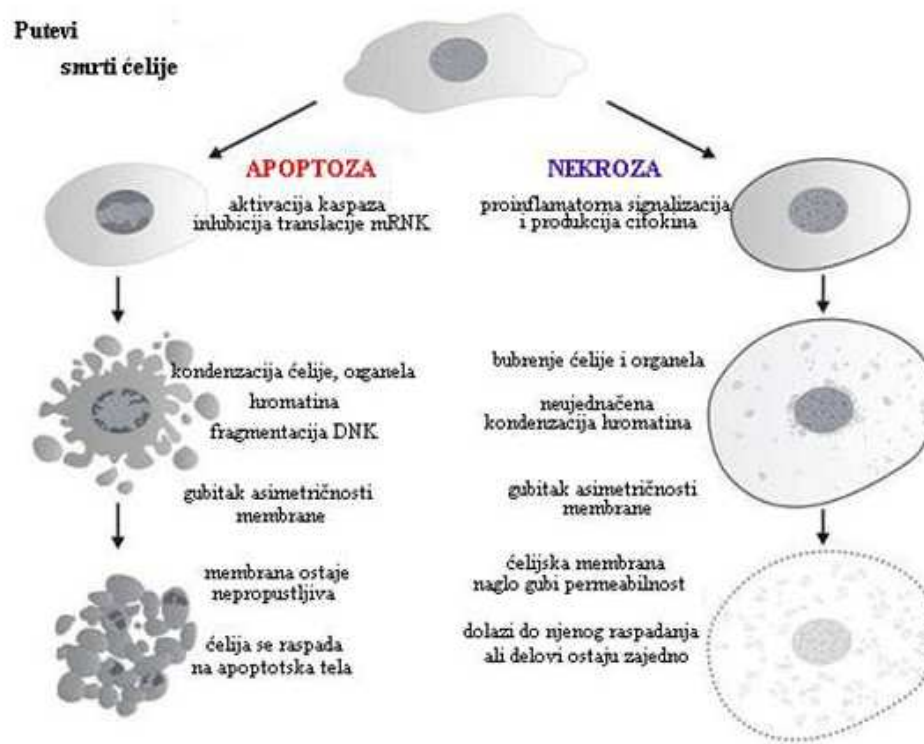 Putevi
smrti ćelije
APOPTOZA
aktivacija kaspaza
inhibicija translacije mRNK
kondenzacija ćelije, organela
hromatina
fragmentacija DNK
gubitak asimetričnosti
membrane
membrana ostaje
nepropustljiva
ćelija se raspada
na apoptotska tela
NEKROZA
proinflamatorna signalizacija
i produkcija citokina
bubrenje ćelije i organela
neujednačena
kondenzacija hromatina
gubitak asimetričnosti
membrane
ćelijska membrana
naglo gubi permeabilnost
dolazi do njenog raspadanja
ali delovi ostaju zajedno